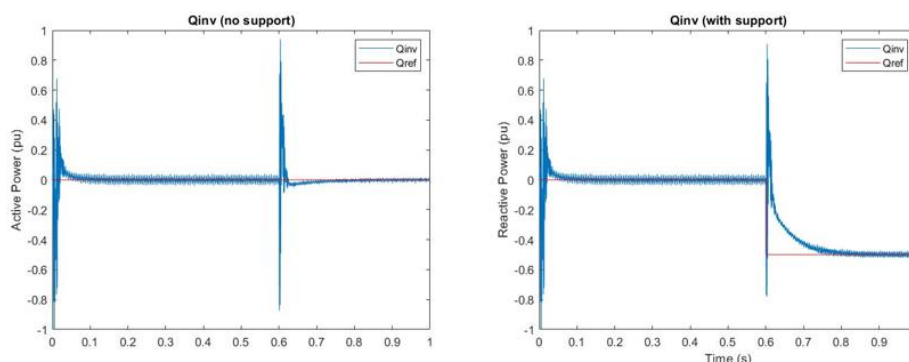 Qinv (no support)
Qinv
Qref
Active Power (pu)
1
0.8
0.6
0.4
0.2
0
-0.2
-0.4
-0.6
-0.8
-1
0 0.1 0.2 0.3 0.4 0.5 0.6 0.7 0.8 0.9 1
Qinv (with support)
Qinv
Qref
Reactive Power (pu)
1
0.8
0.6
0.4
0.2
0
-0.2
-0.4
-0.6
-0.8
-1
0 0.1 0.2 0.3 0.4 0.5 0.6 0.7 0.8 0.9
Time (s)